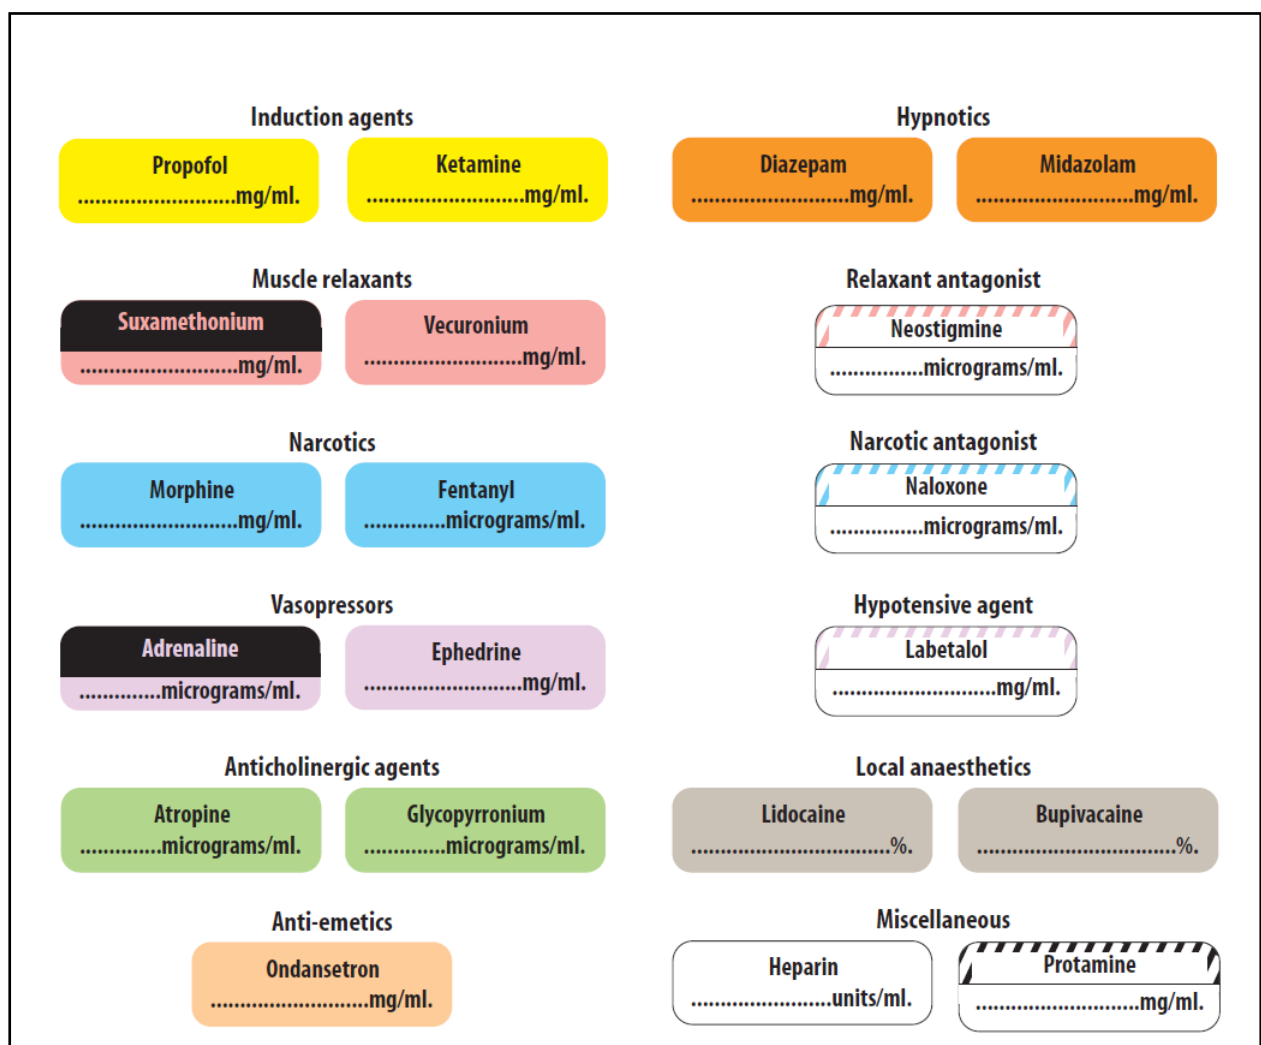 Induction agents
Propofol
...........................mg/ml.
Ketamine
...........................mg/ml.
Hypnotics
Diazepam
...........................mg/ml.
Midazolam
...........................mg/ml.
Muscle relaxants
Suxamethonium
...........................mg/ml.
Vecuronium
...........................mg/ml.
Relaxant antagonist
Neostigmine
................micrograms/ml.
Narcotics
Morphine
...........................mg/ml.
Fentanyl
..............micrograms/ml.
Narcotic antagonist
Naloxone
................micrograms/ml.
Vasopressors
Adrenaline
..............micrograms/ml.
Ephedrine
...........................mg/ml.
Hypotensive agent
Labetalol
............................mg/ml.
Anticholinergic agents
Atropine
..............micrograms/ml.
Glycopyrronium
..............micrograms/ml.
Local anaesthetics
Lidocaine
..................................%.
Bupivacaine
..................................%.
Anti-emetics
Ondansetron
...........................mg/ml.
Miscellaneous
Heparin
........................units/ml.
Protamine
............................mg/ml.